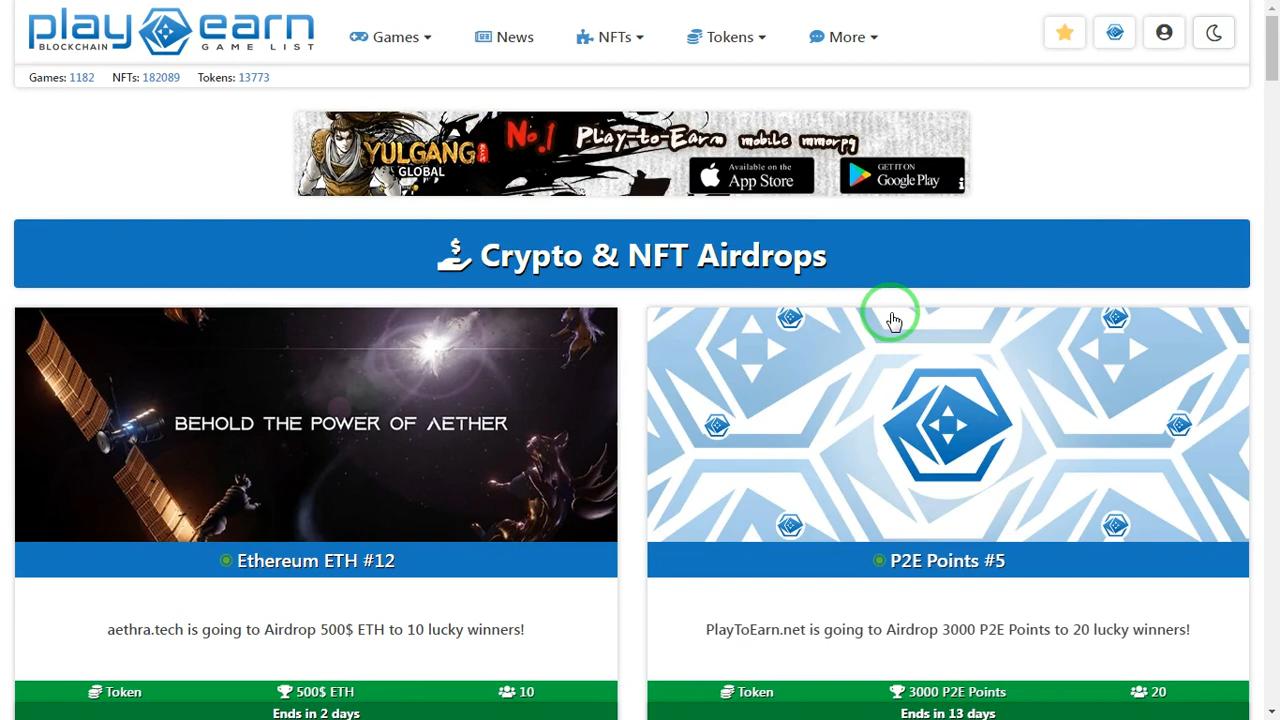 play earn
BLOCKCHAIN GAME LIST
Games
News
NFTs
Tokens
More
Games: 1182 NFTs: 182089 Tokens: 13773
YULGANG
GLOBAL
No.1 Play-to-Earn mobile mmorpg
Available on the
App Store
GET IT ON
Google Play
Crypto & NFT Airdrops
BEHOLD THE POWER OF AETHER
Ethereum ETH #12
aethra.tech is going to Airdrop 500$ ETH to 10 lucky winners!
Token 500$ ETH 10
Ends in 2 days
P2E Points #5
PlayToEarn.net is going to Airdrop 3000 P2E Points to 20 lucky winners!
Token 3000 P2E Points 20
Ends in 13 days